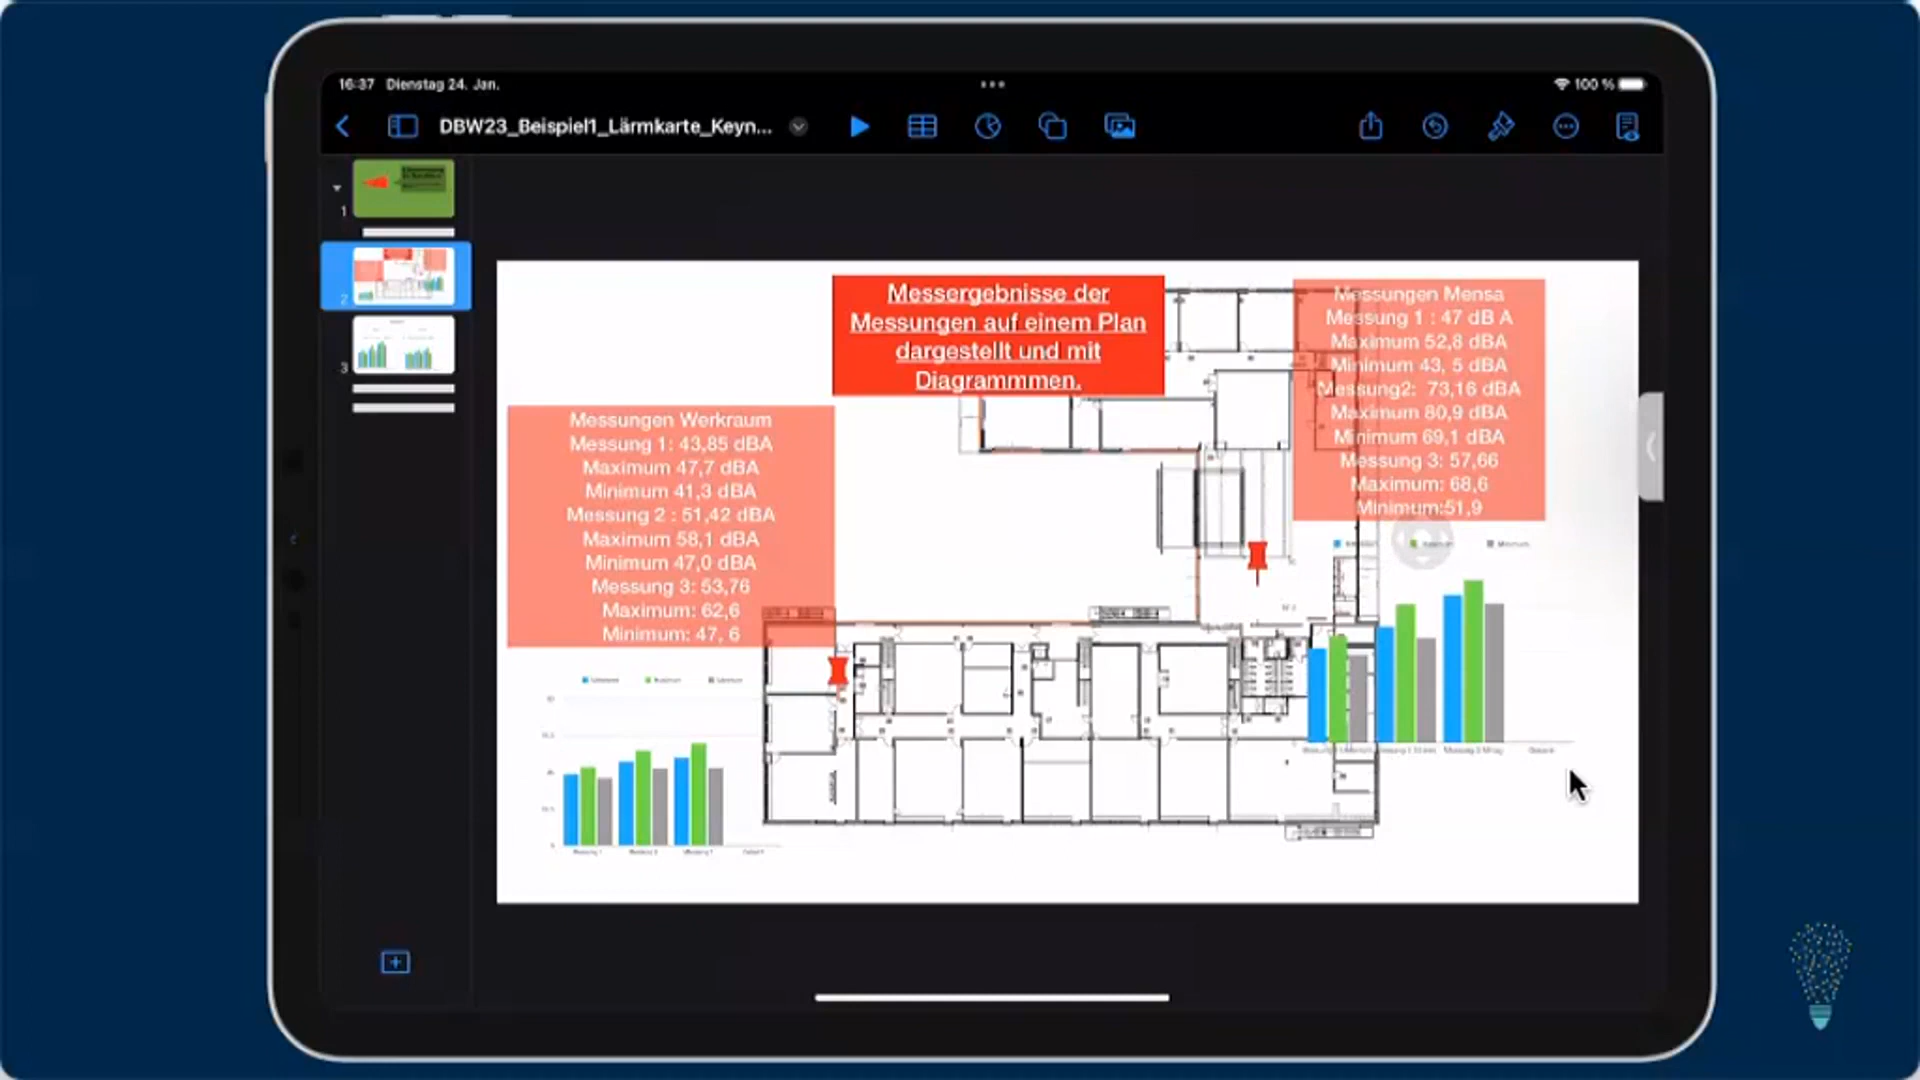 16:37 Dienstag 24. Jan.
100 %
DBW23_Beispiel1_Lärmkarte_Keyn...
1
2
3
Messergebnisse der
Messungen auf einem Plan
dargestellt und mit
Diagrammmen.
Messungen Mensa
Messung 1 : 47 dB A
Maximum 52,8 dBA
Minimum 43, 5 dBA
Messung2: 73,16 dBA
Maximum 80,9 dBA
Minimum 69,1 dBA
Messung 3: 57,66
Maximum: 68,6
Minimum:51,9
Messungen Werkraum
Messung 1: 43,85 dBA
Maximum 47,7 dBA
Minimum 41,3 dBA
Messung 2 : 51,42 dBA
Maximum 58,1 dBA
Minimum 47,0 dBA
Messung 3: 53,76
Maximum: 62,6
Minimum: 47, 6